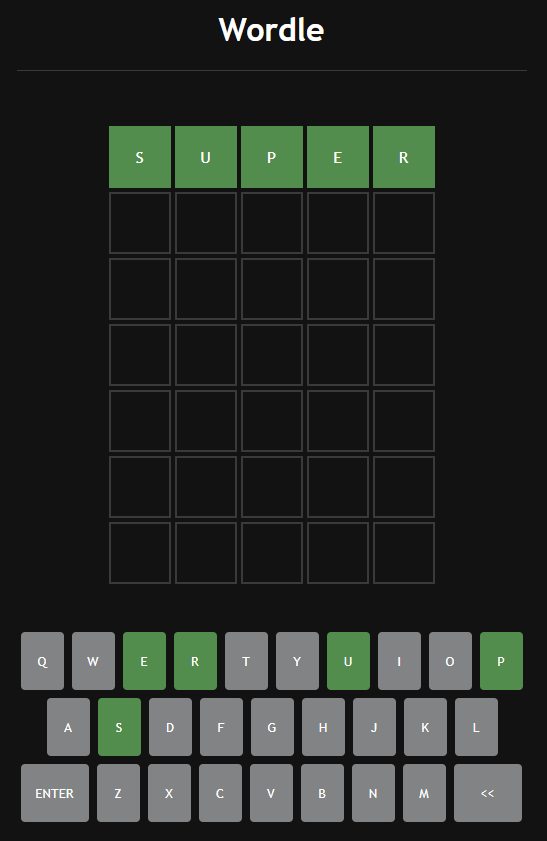 Wordle
S U P E R
Q W E R T Y U I O P
A S D F G H J K L
ENTER Z X C V B N M <<